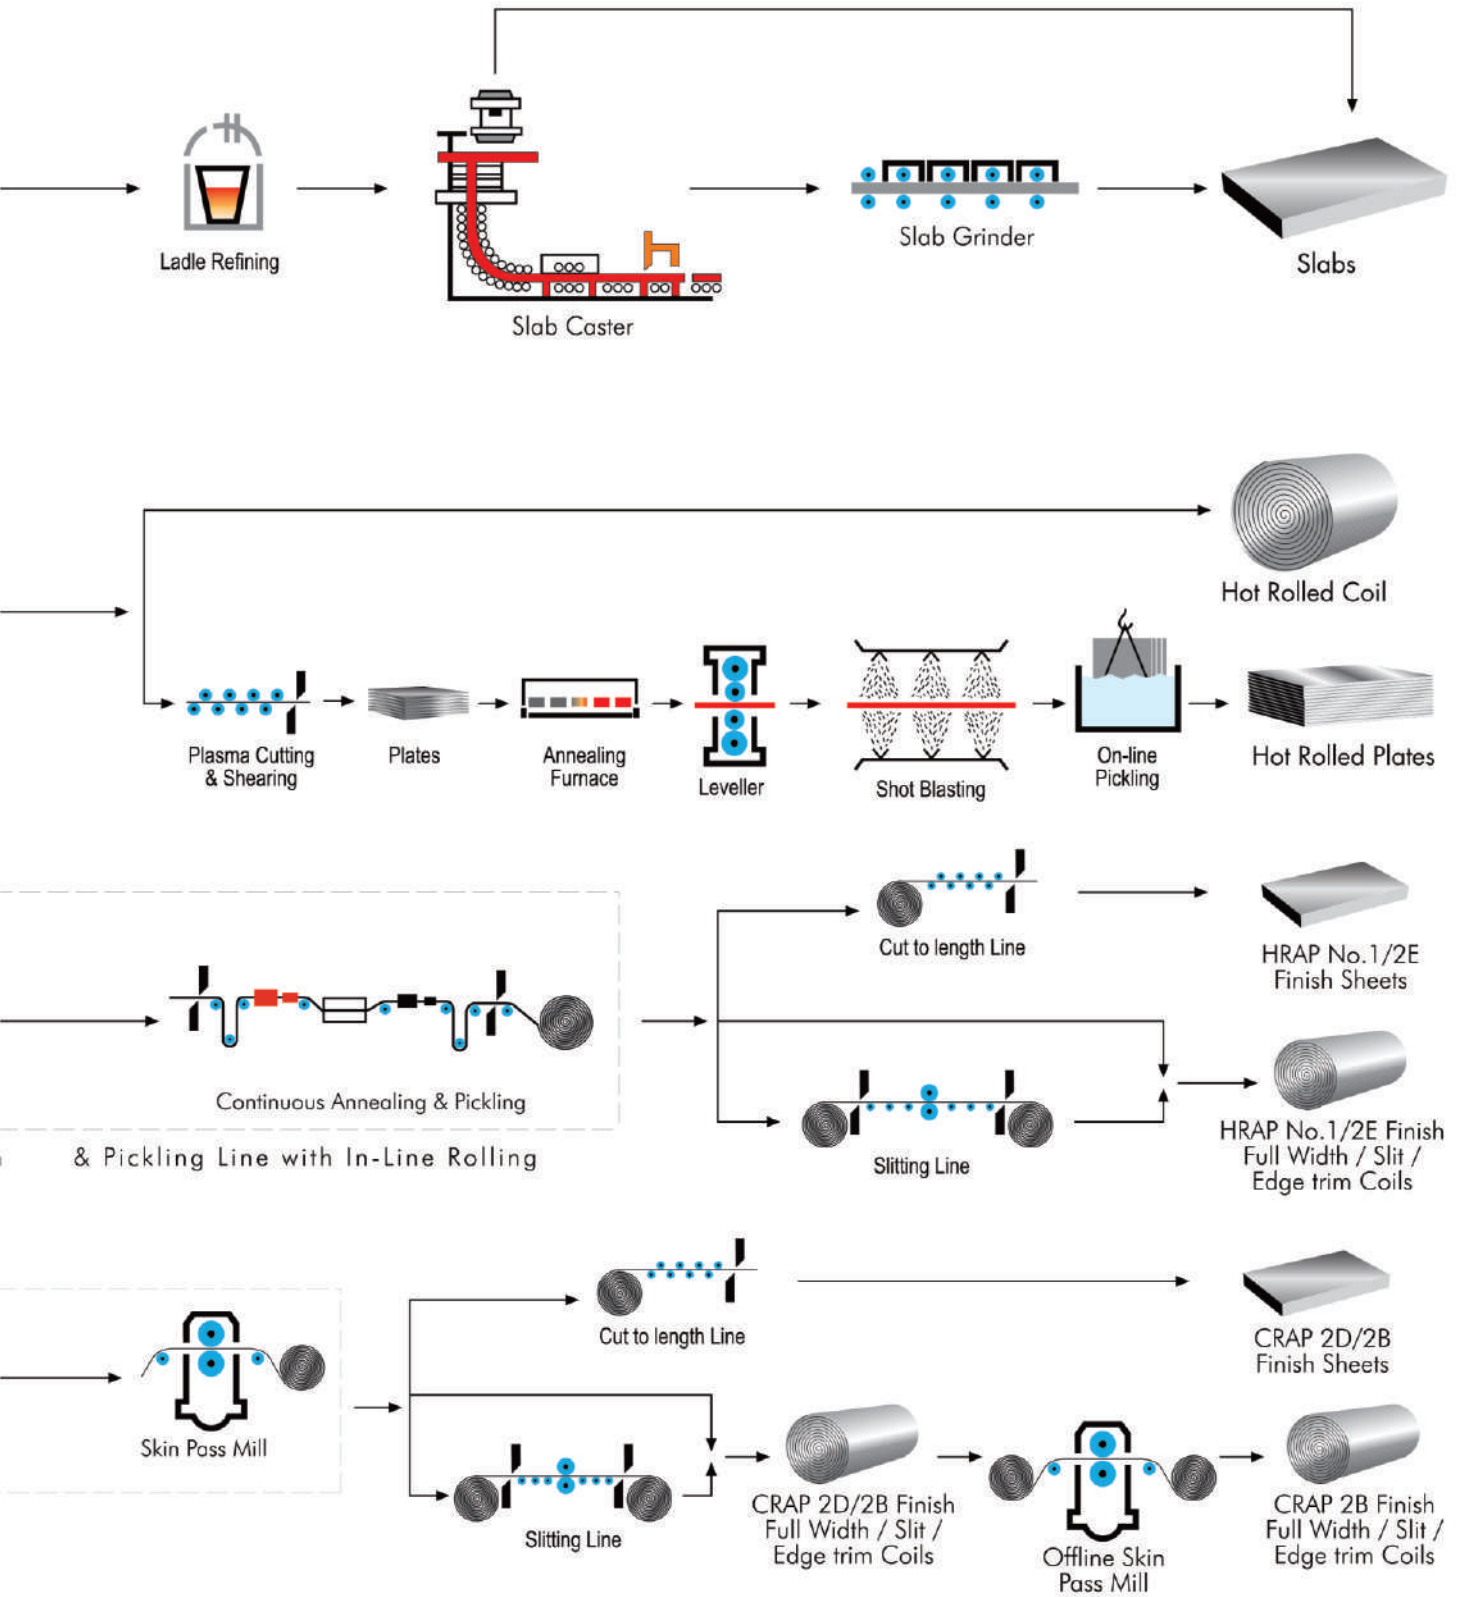 Ladle Refining
Slab Caster
Slab Grinder
Slabs
Hot Rolled Coil
Plasma Cutting
& Shearing
Plates
Annealing
Furnace
Leveller
Shot Blasting
On-line
Pickling
Hot Rolled Plates
Cut to length Line
HRAP No.1/2E
Finish Sheets
Continuous Annealing & Pickling
& Pickling Line with In-Line Rolling
Slitting Line
HRAP No.1/2E Finish
Full Width / Slit /
Edge trim Coils
Cut to length Line
CRAP 2D/2B
Finish Sheets
Skin Pass Mill
Slitting Line
CRAP 2D/2B Finish
Full Width / Slit /
Edge trim Coils
Offline Skin
Pass Mill
CRAP 2B Finish
Full Width / Slit /
Edge trim Coils